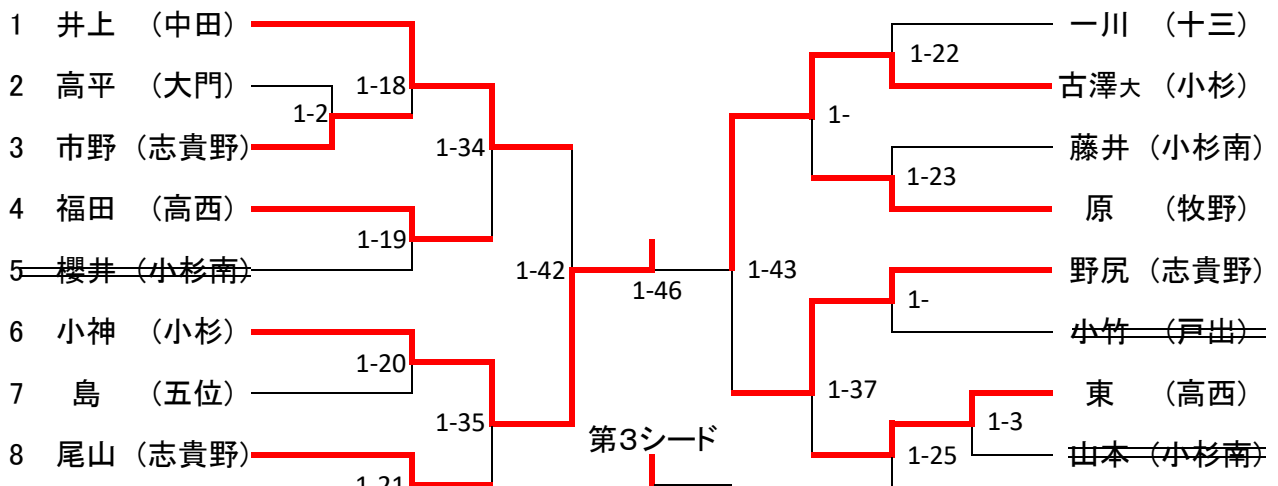 1 井上 (中田)
2 高平 (大門)
3 市野 (志貴野)
4 福田 (高西)
5 櫻井 (小杉南)
6 小神 (小杉)
7 島 (五位)
8 尾山 (志貴野)
1-2
1-18
1-19
1-20
1-21
1-34
1-35
1-42
1-46
第3シード
1-43
1-
1-37
1-22
1-23
1-
1-25
1-3
一川 (十三)
古澤大 (小杉)
藤井 (小杉南)
原 (牧野)
野尻 (志貴野)
小竹 (戸出)
東 (高西)
山本 (小杉南)